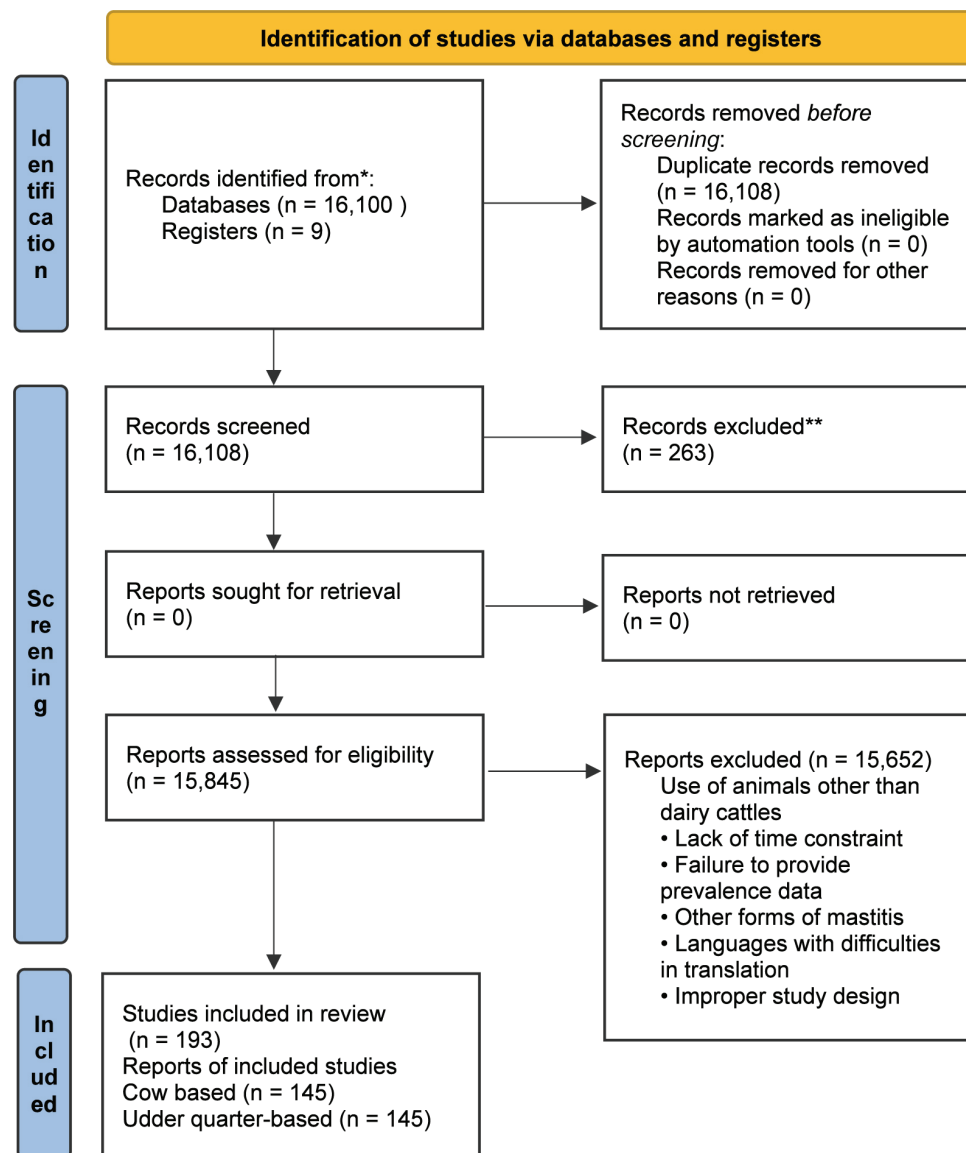 Identification of studies via databases and registers
Id
en
tifi
ca
tio
n
Records identified from*:
Databases (n = 16,100 )
Registers (n = 9)
Records removed before
screening:
Duplicate records removed
(n = 16,108)
Records marked as ineligible
by automation tools (n = 0)
Records removed for other
reasons (n = 0)
Sc
re
en
in
g
Records screened
(n = 16,108)
Records excluded**
(n = 263)
Reports sought for retrieval
(n = 0)
Reports not retrieved
(n = 0)
Reports assessed for eligibility
(n = 15,845)
Reports excluded (n = 15,652)
Use of animals other than
dairy cattles
• Lack of time constraint
• Failure to provide
prevalence data
• Other forms of mastitis
• Languages with difficulties
in translation
• Improper study design
In
cl
ud
ed
Studies included in review
(n = 193)
Reports of included studies
Cow based (n = 145)
Udder quarter-based (n = 145)